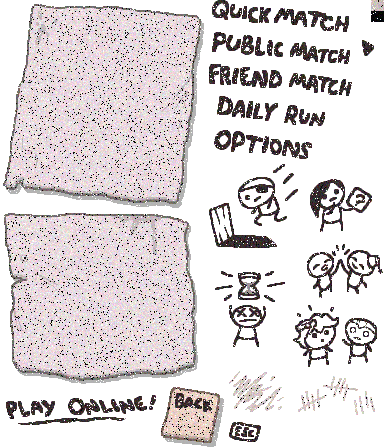 QUICK MATCH
PUBLIC MATCH
FRIEND MATCH
DAILY RUN
OPTIONS
?
PLAY ONLINE!
BACK
ESC